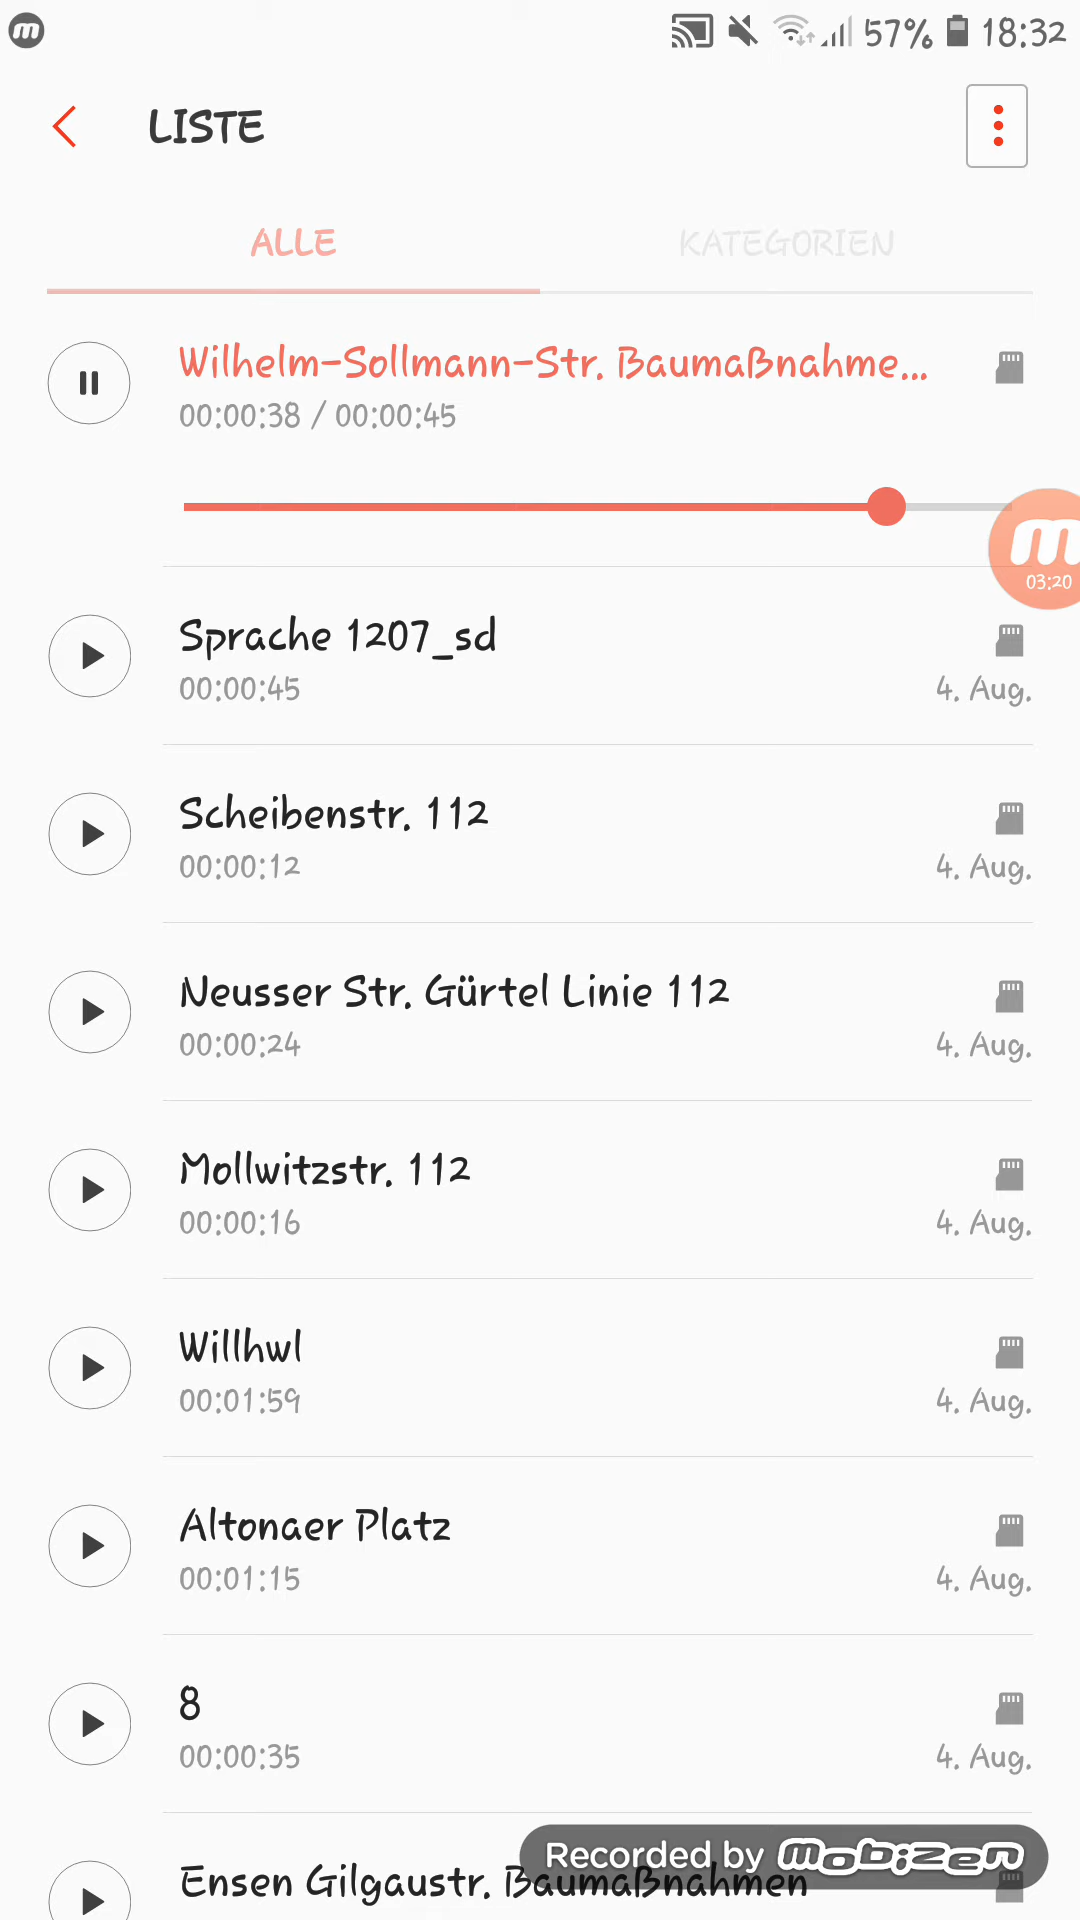 57% 18:32
LISTE
ALLE KATEGORIEN
Wilhelm-Sollmann-Str. Baumaßnahme...
00:00:38 / 00:00:45
03:20
Sprache 1207_sd
00:00:45 4. Aug.
Scheibenstr. 112
00:00:12 4. Aug.
Neusser Str. Gürtel Linie 112
00:00:24 4. Aug.
Mollwitzstr. 112
00:00:16 4. Aug.
Willhwl
00:01:59 4. Aug.
Altonaer Platz
00:01:15 4. Aug.
8
00:00:35 4. Aug.
Recorded by mobizen
Ensen Gilgaustr. Baumaßnahmen